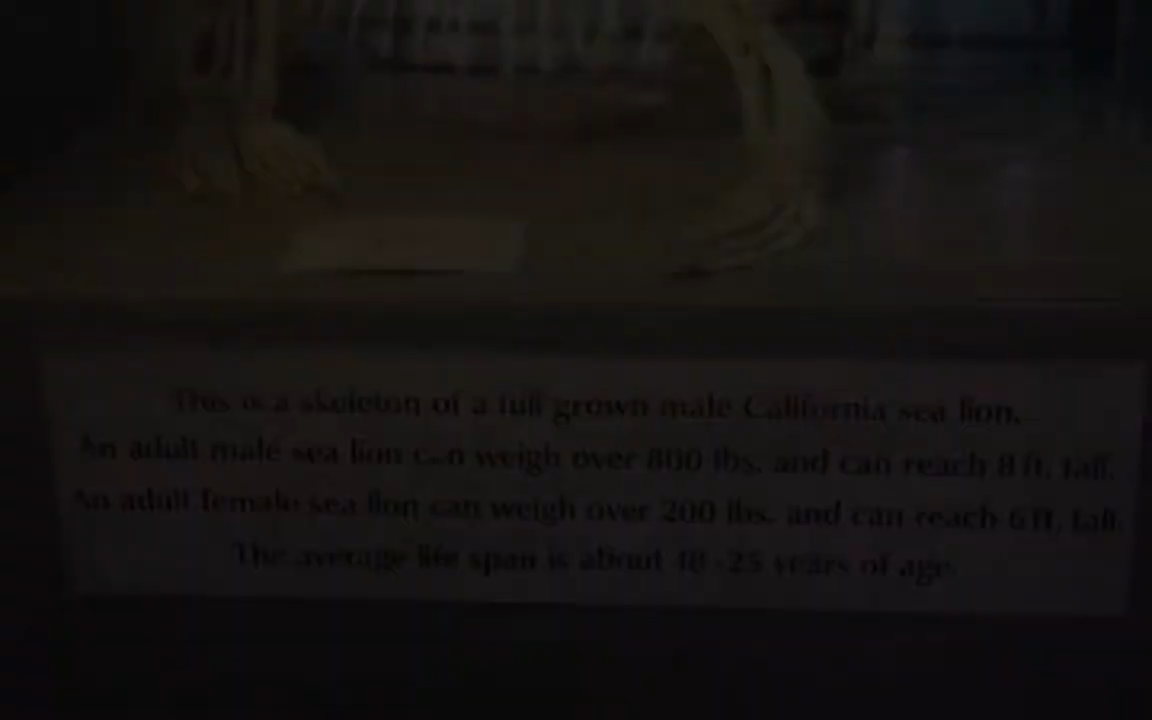 This is a skeleton of a full grown male California sea lion.
An adult male sea lion can weigh over 800 lbs. and can reach 8 ft. tall.
An adult female sea lion can weigh over 200 lbs. and can reach 6 ft. tall.
The average life span is about 18 - 25 years of age.